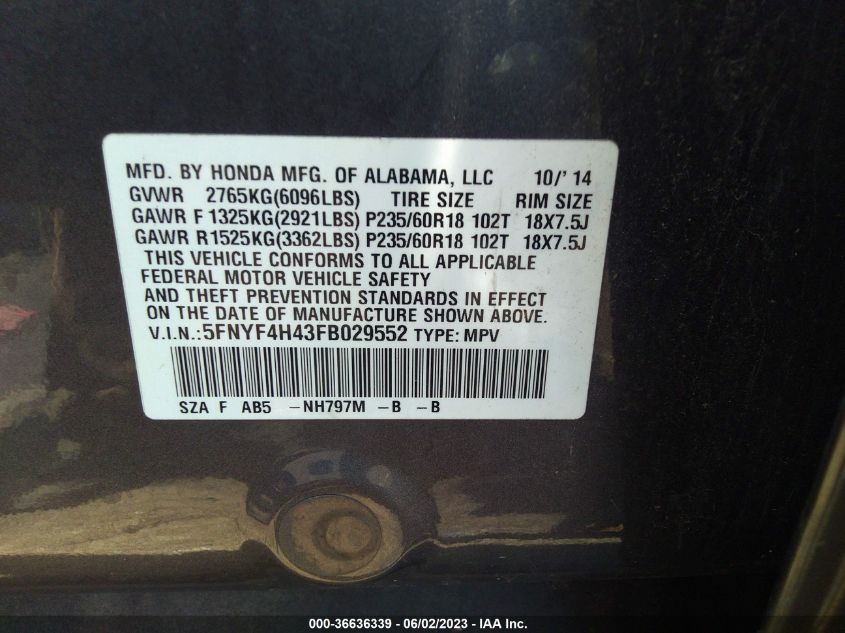 MFD. BY HONDA MFG. OF ALABAMA, LLC 10/' 14
GVWR 2765KG(6096LBS) TIRE SIZE RIM SIZE
GAWR F 1325KG(2921LBS) P235/60R18 102T 18X7.5J
GAWR R1525KG(3362LBS) P235/60R18 102T 18X7.5J
THIS VEHICLE CONFORMS TO ALL APPLICABLE
FEDERAL MOTOR VEHICLE SAFETY
AND THEFT PREVENTION STANDARDS IN EFFECT
ON THE DATE OF MANUFACTURE SHOWN ABOVE.
V.I.N.:5FNYF4H43FB029552 TYPE: MPV
SZA F AB5 -NH797M -B -B
000-36636339 - 06/02/2023 - IAA Inc.